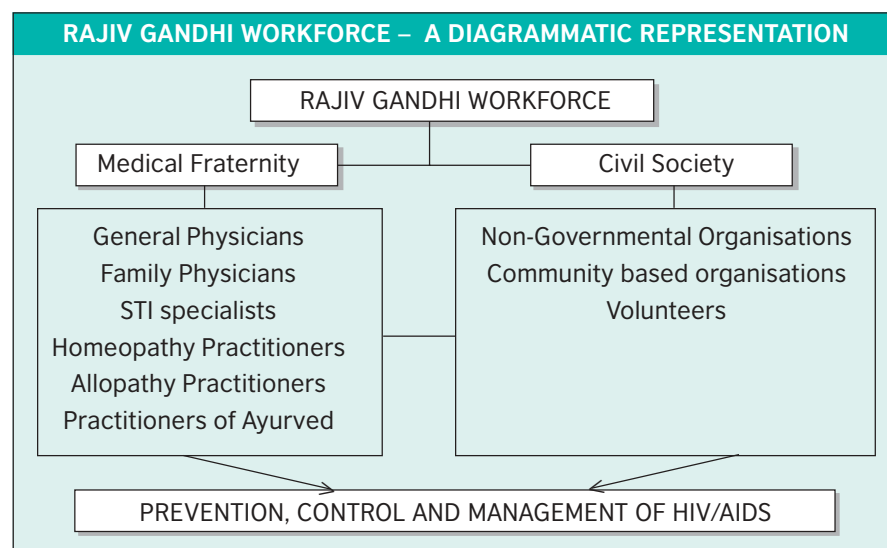 RAJIV GANDHI WORKFORCE – A DIAGRAMMATIC REPRESENTATION
RAJIV GANDHI WORKFORCE
Medical Fraternity
Civil Society
General Physicians
Family Physicians
STI specialists
Homeopathy Practitioners
Allopathy Practitioners
Practitioners of Ayurved
Non-Governmental Organisations
Community based organisations
Volunteers
PREVENTION, CONTROL AND MANAGEMENT OF HIV/AIDS